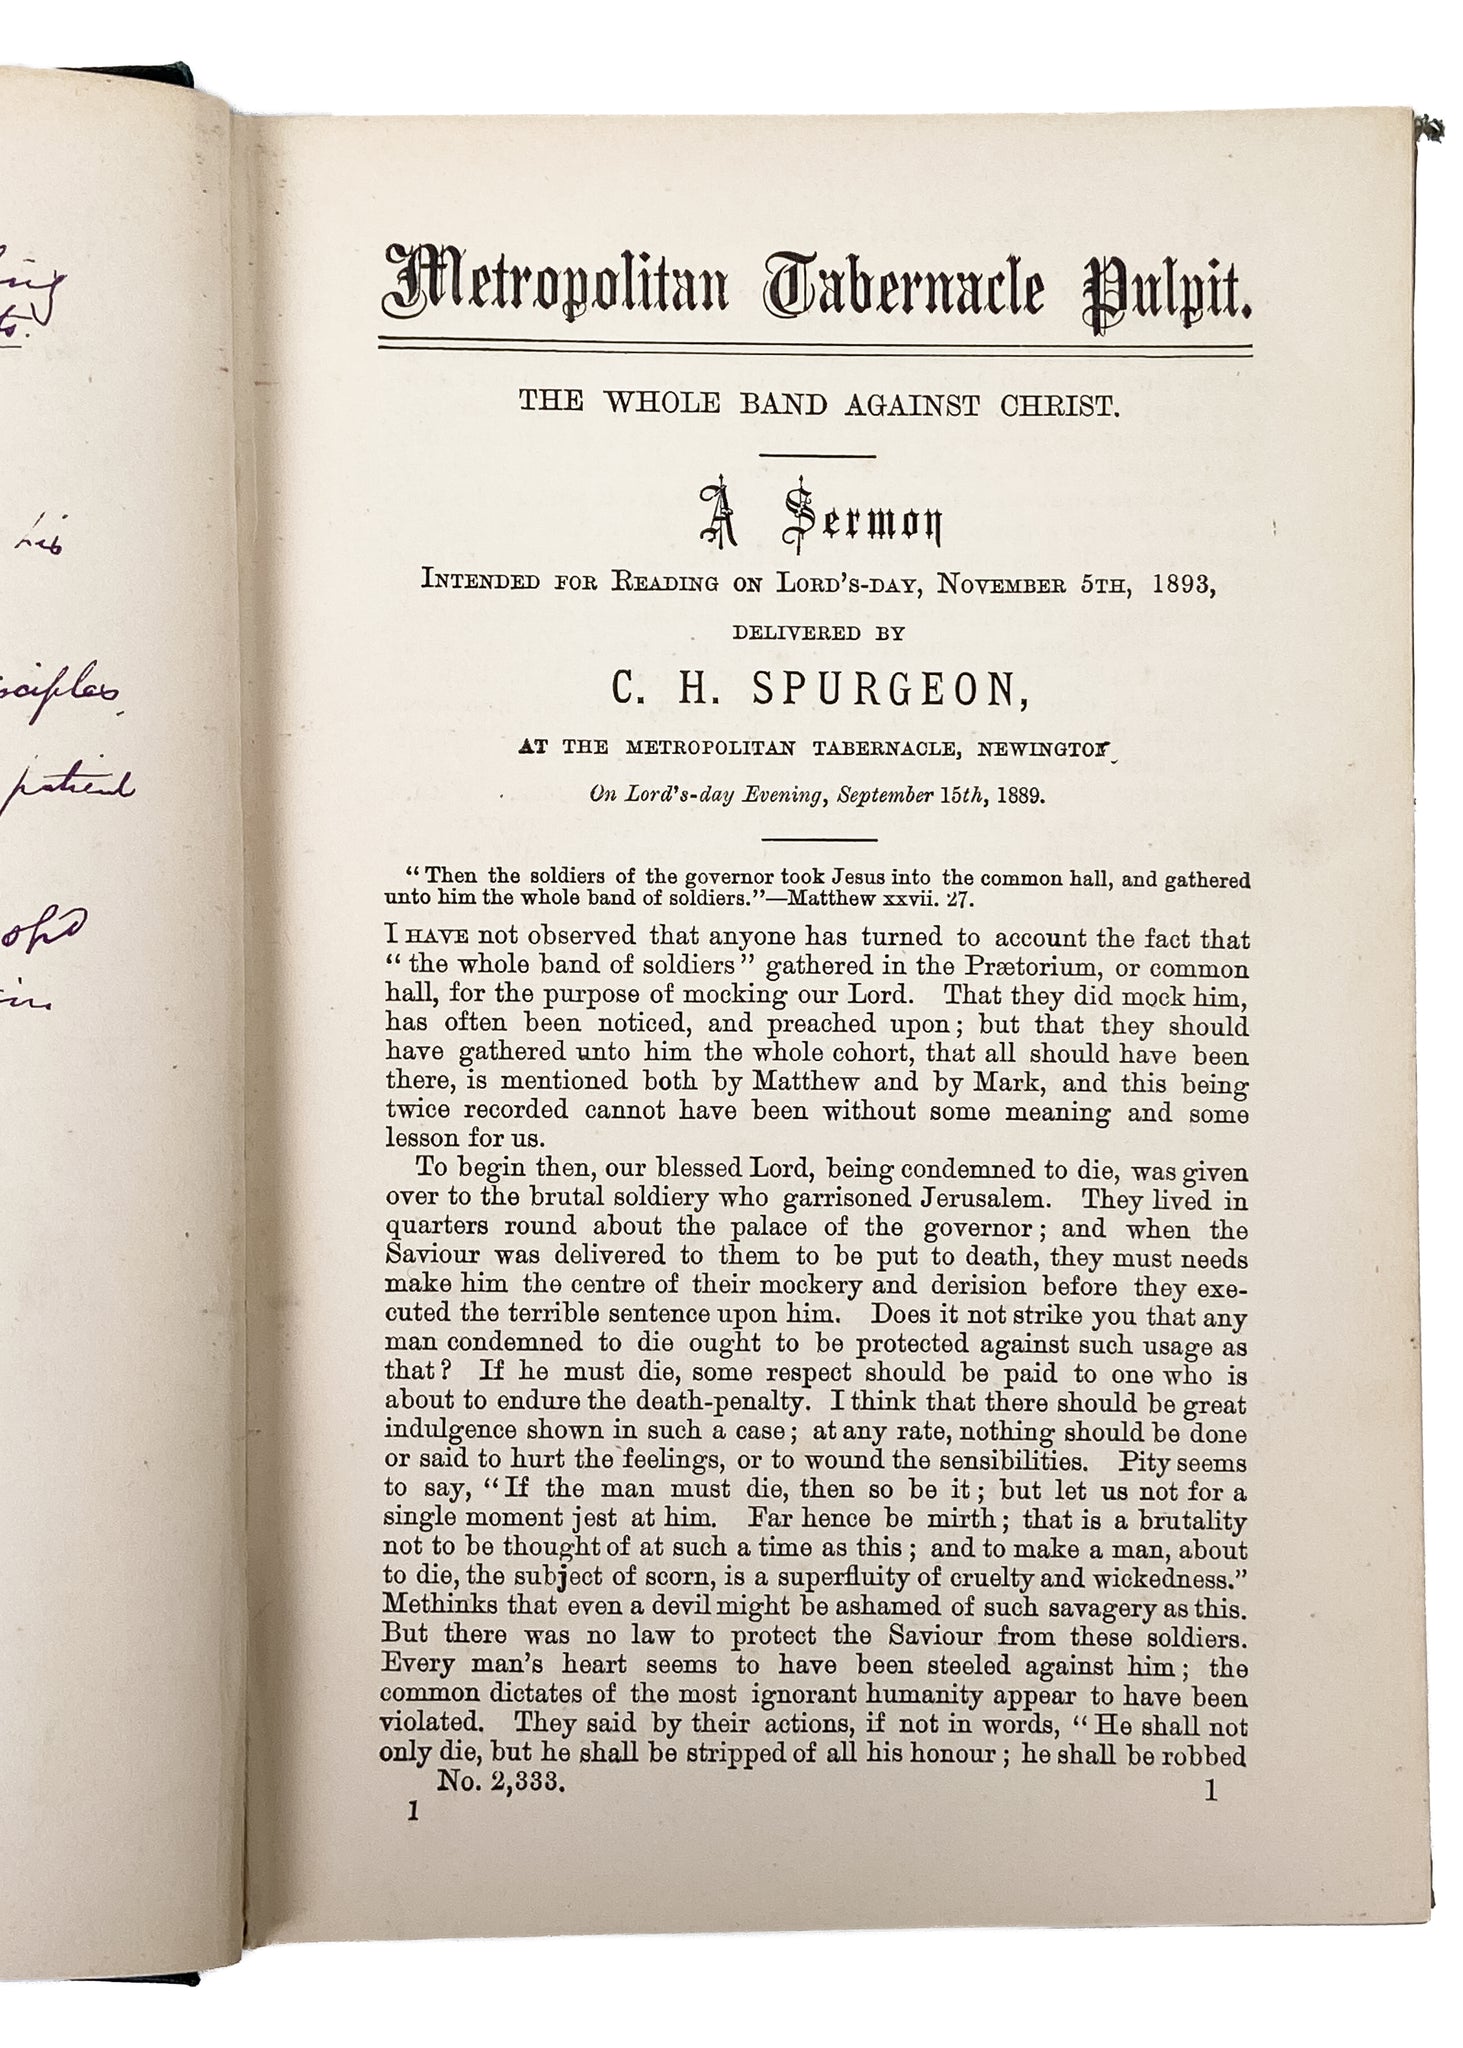 his
patient
Metropolitan Tabernacle Pulpit.
THE WHOLE BAND AGAINST CHRIST.
A Sermon
INTENDED FOR READING ON LORD'S-DAY, NOVEMBER 5TH, 1893,
DELIVERED BY
C. H. SPURGEON,
AT THE METROPOLITAN TABERNACLE, NEWINGTON,
On Lord's-day Evening, September 15th, 1889.
"Then the soldiers of the governor took Jesus into the common hall, and gathered
unto him the whole band of soldiers."—Matthew xxvii. 27.
I HAVE not observed that anyone has turned to account the fact that
"the whole band of soldiers" gathered in the Prætorium, or common
hall, for the purpose of mocking our Lord. That they did mock him,
has often been noticed, and preached upon; but that they should
have gathered unto him the whole cohort, that all should have been
there, is mentioned both by Matthew and by Mark, and this being
twice recorded cannot have been without some meaning and some
lesson for us.
To begin then, our blessed Lord, being condemned to die, was given
over to the brutal soldiery who garrisoned Jerusalem. They lived in
quarters round about the palace of the governor; and when the
Saviour was delivered to them to be put to death, they must needs
make him the centre of their mockery and derision before they exe-
cuted the terrible sentence upon him. Does it not strike you that any
man condemned to die ought to be protected against such usage as
that? If he must die, some respect should be paid to one who is
about to endure the death-penalty. I think that there should be great
indulgence shown in such a case; at any rate, nothing should be done
or said to hurt the feelings, or to wound the sensibilities. Pity seems
to say, "If the man must die, then so be it; but let us not for a
single moment jest at him. Far hence be mirth; that is a brutality
not to be thought of at such a time as this; and to make a man, about
to die, the subject of scorn, is a superfluity of cruelty and wickedness."
Methinks that even a devil might be ashamed of such savagery as this.
But there was no law to protect the Saviour from these soldiers.
Every man's heart seems to have been steeled against him; the
common dictates of the most ignorant humanity appear to have been
violated. They said by their actions, if not in words, "He shall not
only die, but he shall be stripped of all his honour; he shall be robbed
No. 2,333. 1
1